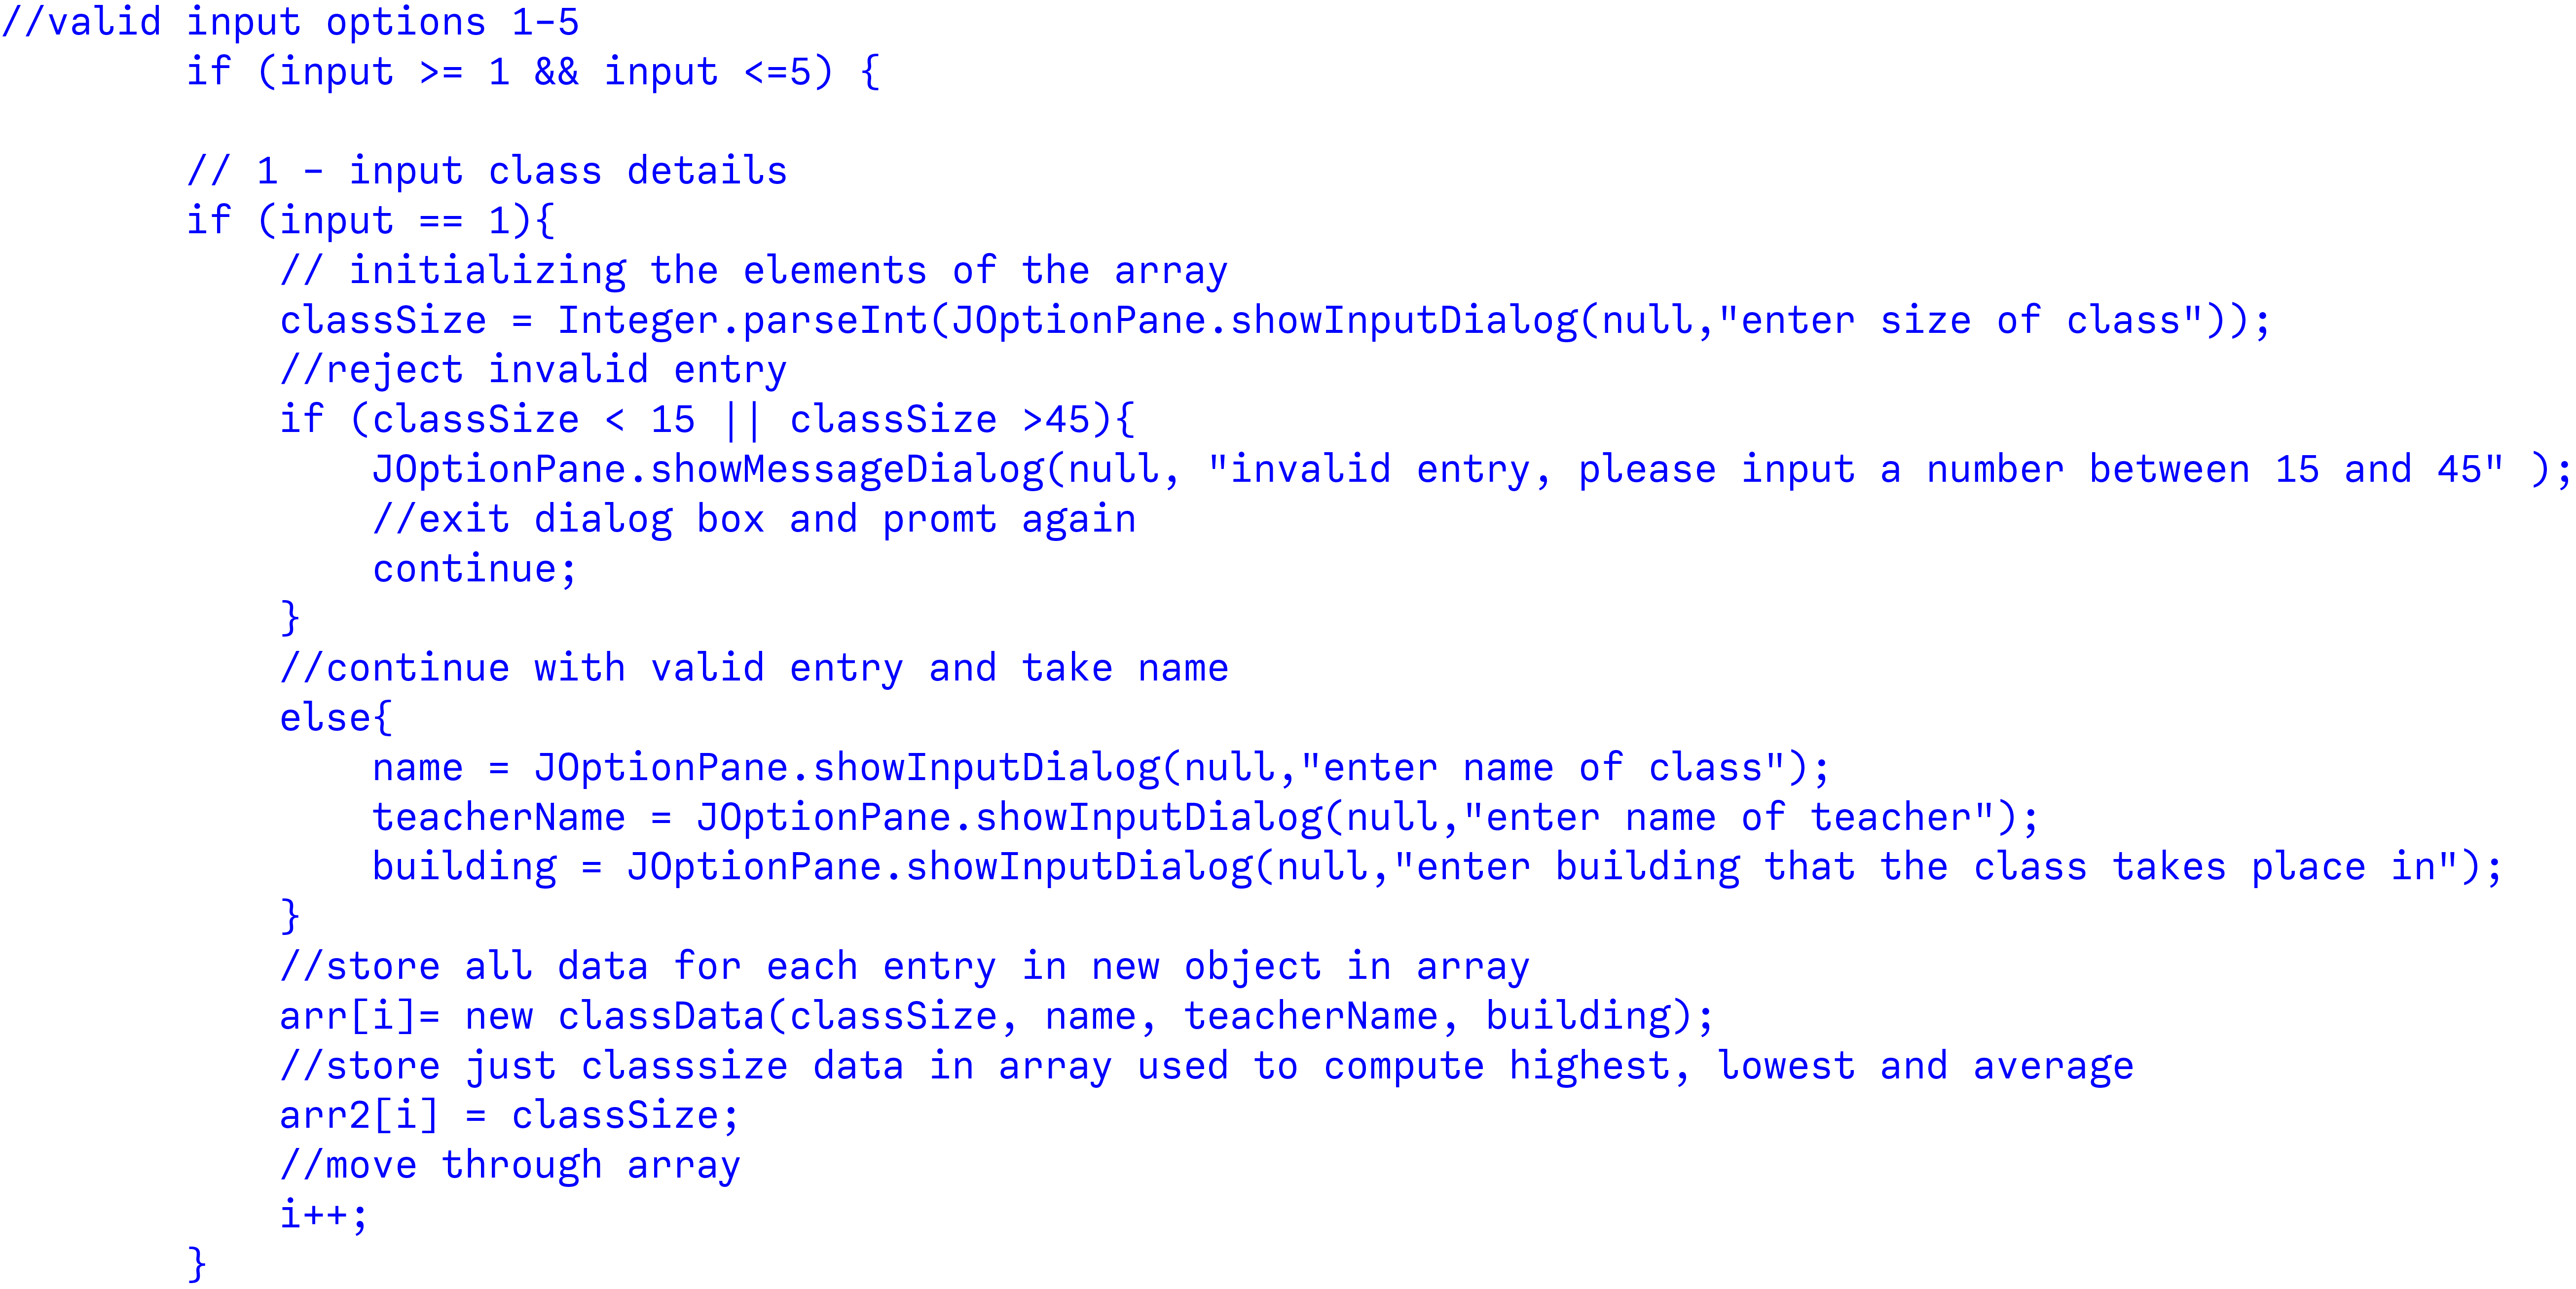 //valid input options 1-5
        if (input >= 1 && input <=5) {

        // 1 - input class details
        if (input == 1){
            // initializing the elements of the array
            classSize = Integer.parseInt(JOptionPane.showInputDialog(null,"enter size of class"));
            //reject invalid entry
            if (classSize < 15 || classSize >45){
                JOptionPane.showMessageDialog(null, "invalid entry, please input a number between 15 and 45" );
                //exit dialog box and promt again
                continue;
            }
            //continue with valid entry and take name
            else{
                name = JOptionPane.showInputDialog(null,"enter name of class");
                teacherName = JOptionPane.showInputDialog(null,"enter name of teacher");
                building = JOptionPane.showInputDialog(null,"enter building that the class takes place in");
            }
            //store all data for each entry in new object in array
            arr[i]= new classData(classSize, name, teacherName, building);
            //store just classsize data in array used to compute highest, lowest and average
            arr2[i] = classSize;
            //move through array
            i++;
        }